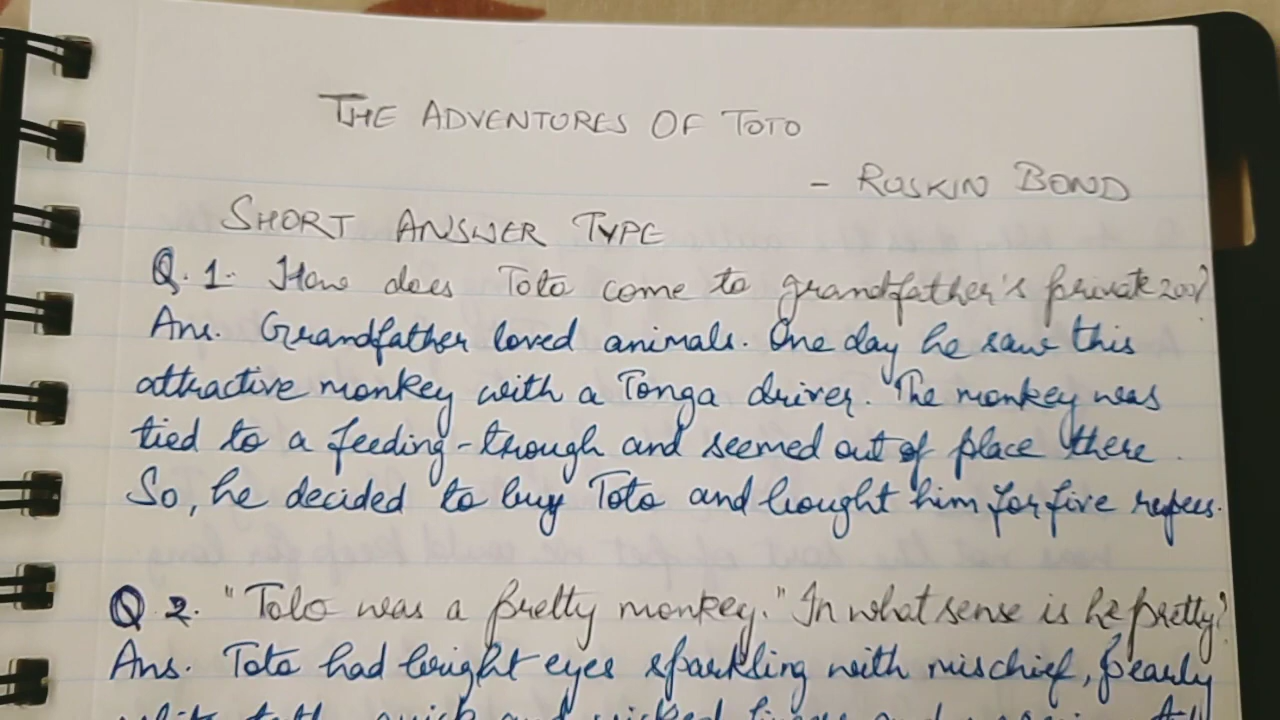 THE ADVENTURES OF TOTO
- RUSKIN BOND
SHORT ANSWER TYPE
Q.1. How does Toto come to grandfather's private zoo?
Ans. Grandfather loved animals. One day he saw this
attractive monkey with a Tonga driver. The monkey was
tied to a feeding-through and seemed out of place there.
So, he decided to buy Toto and bought him for five rupees.
Q.2. "Toto was a pretty monkey." In what sense is he pretty?
Ans. Toto had bright eyes sparkling with mischief, pearly